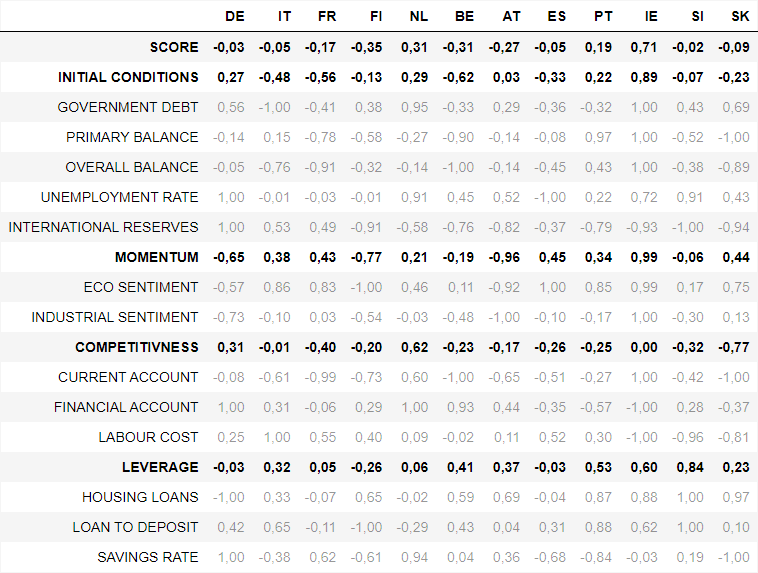 DE IT FR FI NL BE AT ES PT IE SI SK
SCORE -0,03 -0,05 -0,17 -0,35 0,31 -0,31 -0,27 -0,05 0,19 0,71 -0,02 -0,09
INITIAL CONDITIONS 0,27 -0,48 -0,56 -0,13 0,29 -0,62 0,03 -0,33 0,22 0,89 -0,07 -0,23
GOVERNMENT DEBT 0,56 -1,00 -0,41 0,38 0,95 -0,33 0,29 -0,36 -0,32 1,00 0,43 0,69
PRIMARY BALANCE -0,14 0,15 -0,78 -0,58 -0,27 -0,90 -0,14 -0,08 0,97 1,00 -0,52 -1,00
OVERALL BALANCE -0,05 -0,76 -0,91 -0,32 -0,14 -1,00 -0,14 -0,45 0,43 1,00 -0,38 -0,89
UNEMPLOYMENT RATE 1,00 -0,01 -0,03 -0,01 0,91 0,45 0,52 -1,00 0,22 0,72 0,91 0,43
INTERNATIONAL RESERVES 1,00 0,53 0,49 -0,91 -0,58 -0,76 -0,82 -0,37 -0,79 -0,93 -1,00 -0,94
MOMENTUM -0,65 0,38 0,43 -0,77 0,21 -0,19 -0,96 0,45 0,34 0,99 -0,06 0,44
ECO SENTIMENT -0,57 0,86 0,83 -1,00 0,46 0,11 -0,92 1,00 0,85 0,99 0,17 0,75
INDUSTRIAL SENTIMENT -0,73 -0,10 0,03 -0,54 -0,03 -0,48 -1,00 -0,10 -0,17 1,00 -0,30 0,13
COMPETITIVNESS 0,31 -0,01 -0,40 -0,20 0,62 -0,23 -0,17 -0,26 -0,25 0,00 -0,32 -0,77
CURRENT ACCOUNT -0,08 -0,61 -0,99 -0,73 0,60 -1,00 -0,65 -0,51 -0,27 1,00 -0,42 -1,00
FINANCIAL ACCOUNT 1,00 0,31 -0,06 0,29 1,00 0,93 0,44 -0,35 -0,57 -1,00 0,28 -0,37
LABOUR COST 0,25 1,00 0,55 0,40 0,09 -0,02 0,11 0,52 0,30 -1,00 -0,96 -0,81
LEVERAGE -0,03 0,32 0,05 -0,26 0,06 0,41 0,37 -0,03 0,53 0,60 0,84 0,23
HOUSING LOANS -1,00 0,33 -0,07 0,65 -0,02 0,59 0,69 -0,04 0,87 0,88 1,00 0,97
LOAN TO DEPOSIT 0,42 0,65 -0,11 -1,00 -0,29 0,43 0,04 0,31 0,88 0,62 1,00 0,10
SAVINGS RATE 1,00 -0,38 0,62 -0,61 0,94 0,04 0,36 -0,68 -0,84 -0,03 0,19 -1,00